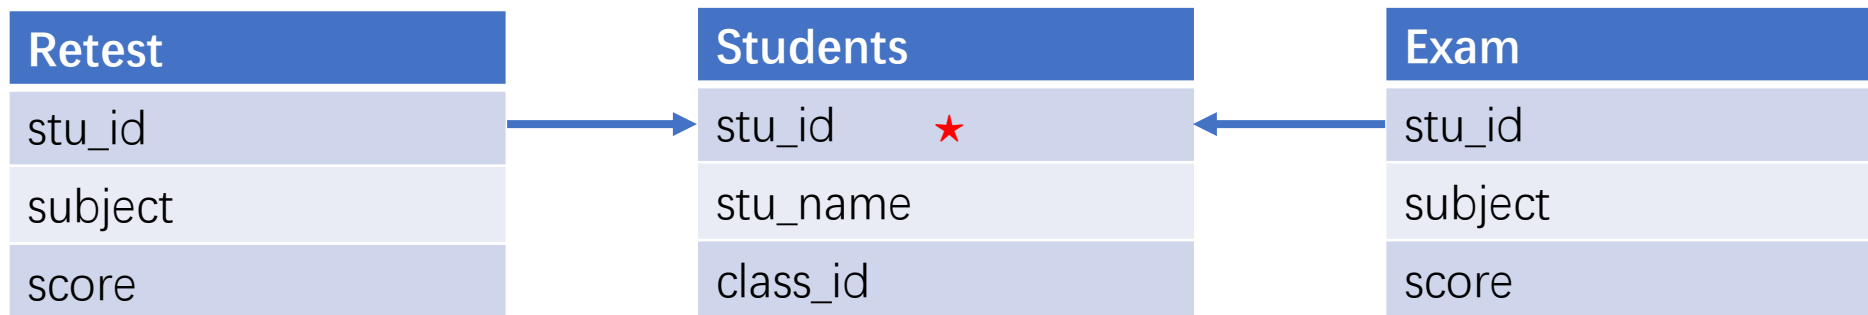 Retest
stu_id
subject
score
Students
stu_id
stu_name
class_id
Exam
stu_id
subject
score